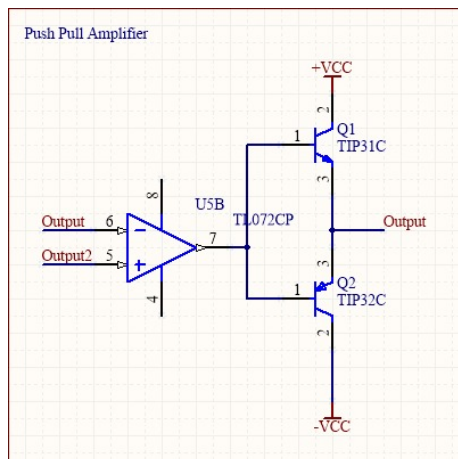 Push Pull Amplifier
+VCC
2
Q1
1
TIP31C
3
8
U5B
TL072CP
Output
6
7
Output
Output2
5
3
4
1
Q2
TIP32C
2
-VCC